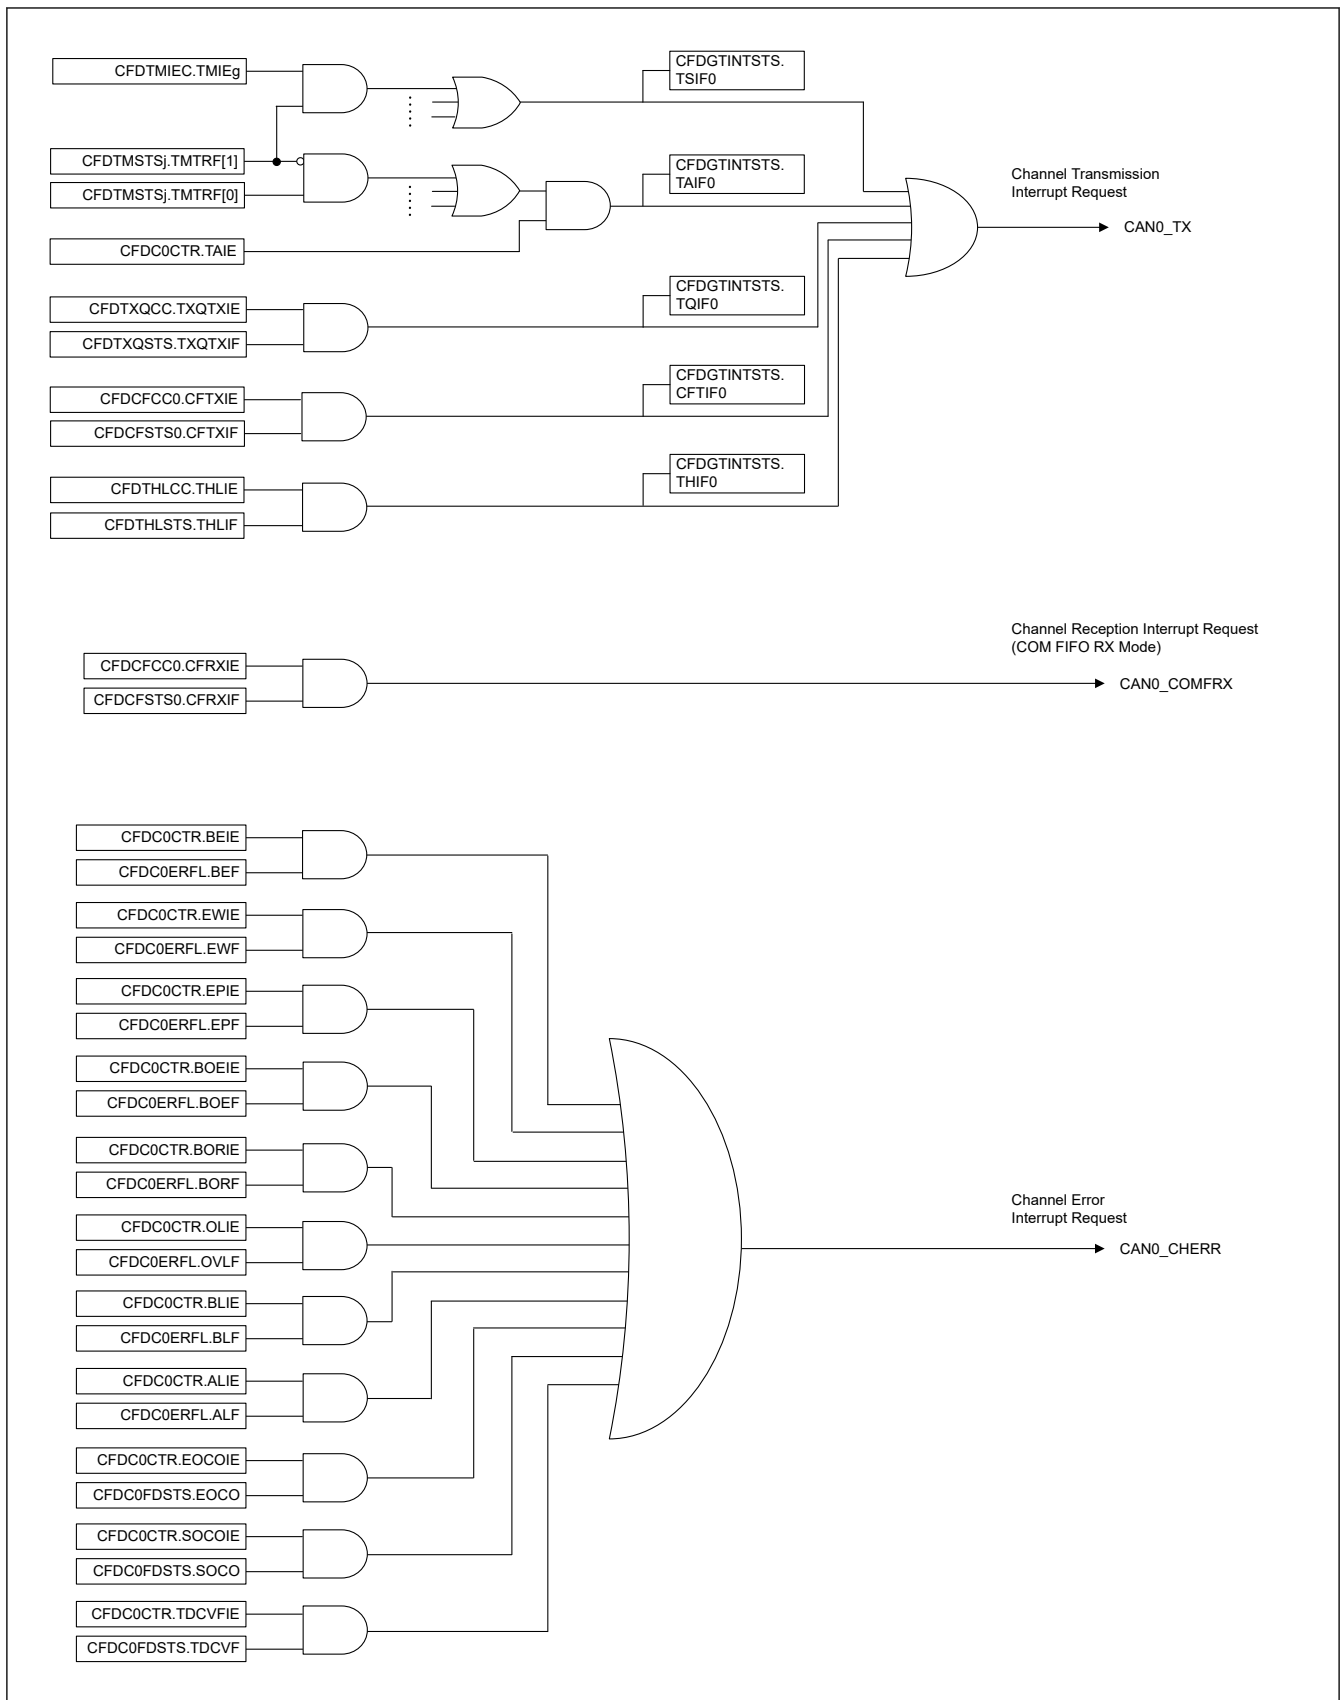 CFDTMIEC.TMIEg
CFDGTINTSTS.
TSIF0
CFDTMSTSj.TMTRF[1]
CFDTMSTSj.TMTRF[0]
CFDGTINTSTS.
TAIF0
Channel Transmission
Interrupt Request
CAN0_TX
CFDC0CTR.TAIE
CFDTXQCC.TXQTXIE
CFDTXQSTS.TXQTXIF
CFDGTINTSTS.
TQIF0
CFDCFCC0.CFTXIE
CFDCFSTS0.CFTXIF
CFDGTINTSTS.
CFTIF0
CFDTHLCC.THLIE
CFDTHLSTS.THLIF
CFDGTINTSTS.
THIF0
Channel Reception Interrupt Request
(COM FIFO RX Mode)
CFDCFCC0.CFRXIE
CFDCFSTS0.CFRXIF
CAN0_COMFRX
CFDC0CTR.BEIE
CFDC0ERFL.BEF
CFDC0CTR.EWIE
CFDC0ERFL.EWF
CFDC0CTR.EPIE
CFDC0ERFL.EPF
CFDC0CTR.BOEIE
CFDC0ERFL.BOEF
CFDC0CTR.BORIE
CFDC0ERFL.BORF
CFDC0CTR.OLIE
CFDC0ERFL.OVLF
Channel Error
Interrupt Request
CAN0_CHERR
CFDC0CTR.BLIE
CFDC0ERFL.BLF
CFDC0CTR.ALIE
CFDC0ERFL.ALF
CFDC0CTR.EOCOIE
CFDC0FDSTS.EOCO
CFDC0CTR.SOCOIE
CFDC0FDSTS.SOCO
CFDC0CTR.TDCVFIE
CFDC0FDSTS.TDCVF